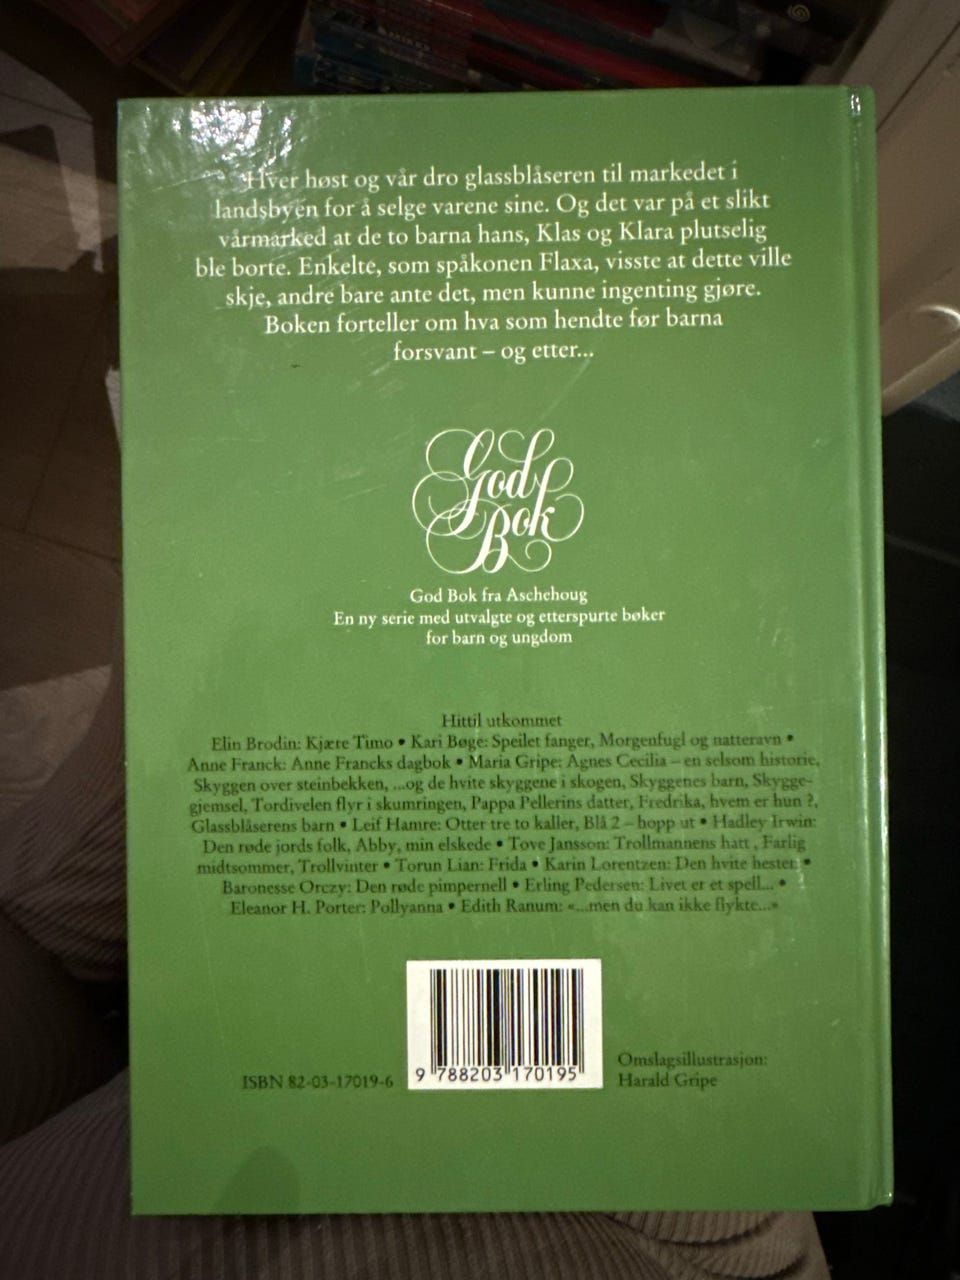 Hver høst og vår dro glassblåseren til markedet i
landsbyen for å selge varene sine. Og det var på et slikt
vårmarked at de to barna hans, Klas og Klara plutselig
ble borte. Enkelte, som spåkonen Flaxa, visste at dette ville
skje, andre bare ante det, men kunne ingenting gjøre.
Boken forteller om hva som hendte før barna
forsvant – og etter...
God
Bok
God Bok fra Aschehoug
En ny serie med utvalgte og etterspurte bøker
for barn og ungdom
Hittil utkommet
Elin Brodin: Kjære Timo • Kari Bøge: Speilet fanger, Morgenfugl og natteravn •
Anne Franck: Anne Francks dagbok • Maria Gripe: Agnes Cecilia – en selsom historie,
Skyggen over steinbekken, ...og de hvite skyggene i skogen, Skyggenes barn, Skygge-
gjemsel, Tordivelen flyr i skumringen, Pappa Pellerins datter, Fredrika, hvem er hun ?,
Glassblåserens barn • Leif Hamre: Otter tre to kaller, Blå 2 – hopp ut • Hadley Irwin:
Den røde jords folk, Abby, min elskede • Tove Jansson: Trollmannens hatt , Farlig
midtsommer, Trollvinter • Torun Lian: Frida • Karin Lorentzen: Den hvite hesten •
Baronesse Orczy: Den røde pimpernell • Erling Pedersen: Livet er et spell... •
Eleanor H. Porter: Pollyanna • Edith Ranum: «...men du kan ikke flykte...»
ISBN 82-03-17019-6
9 788203 170195
Omslagsillustrasjon:
Harald Gripe